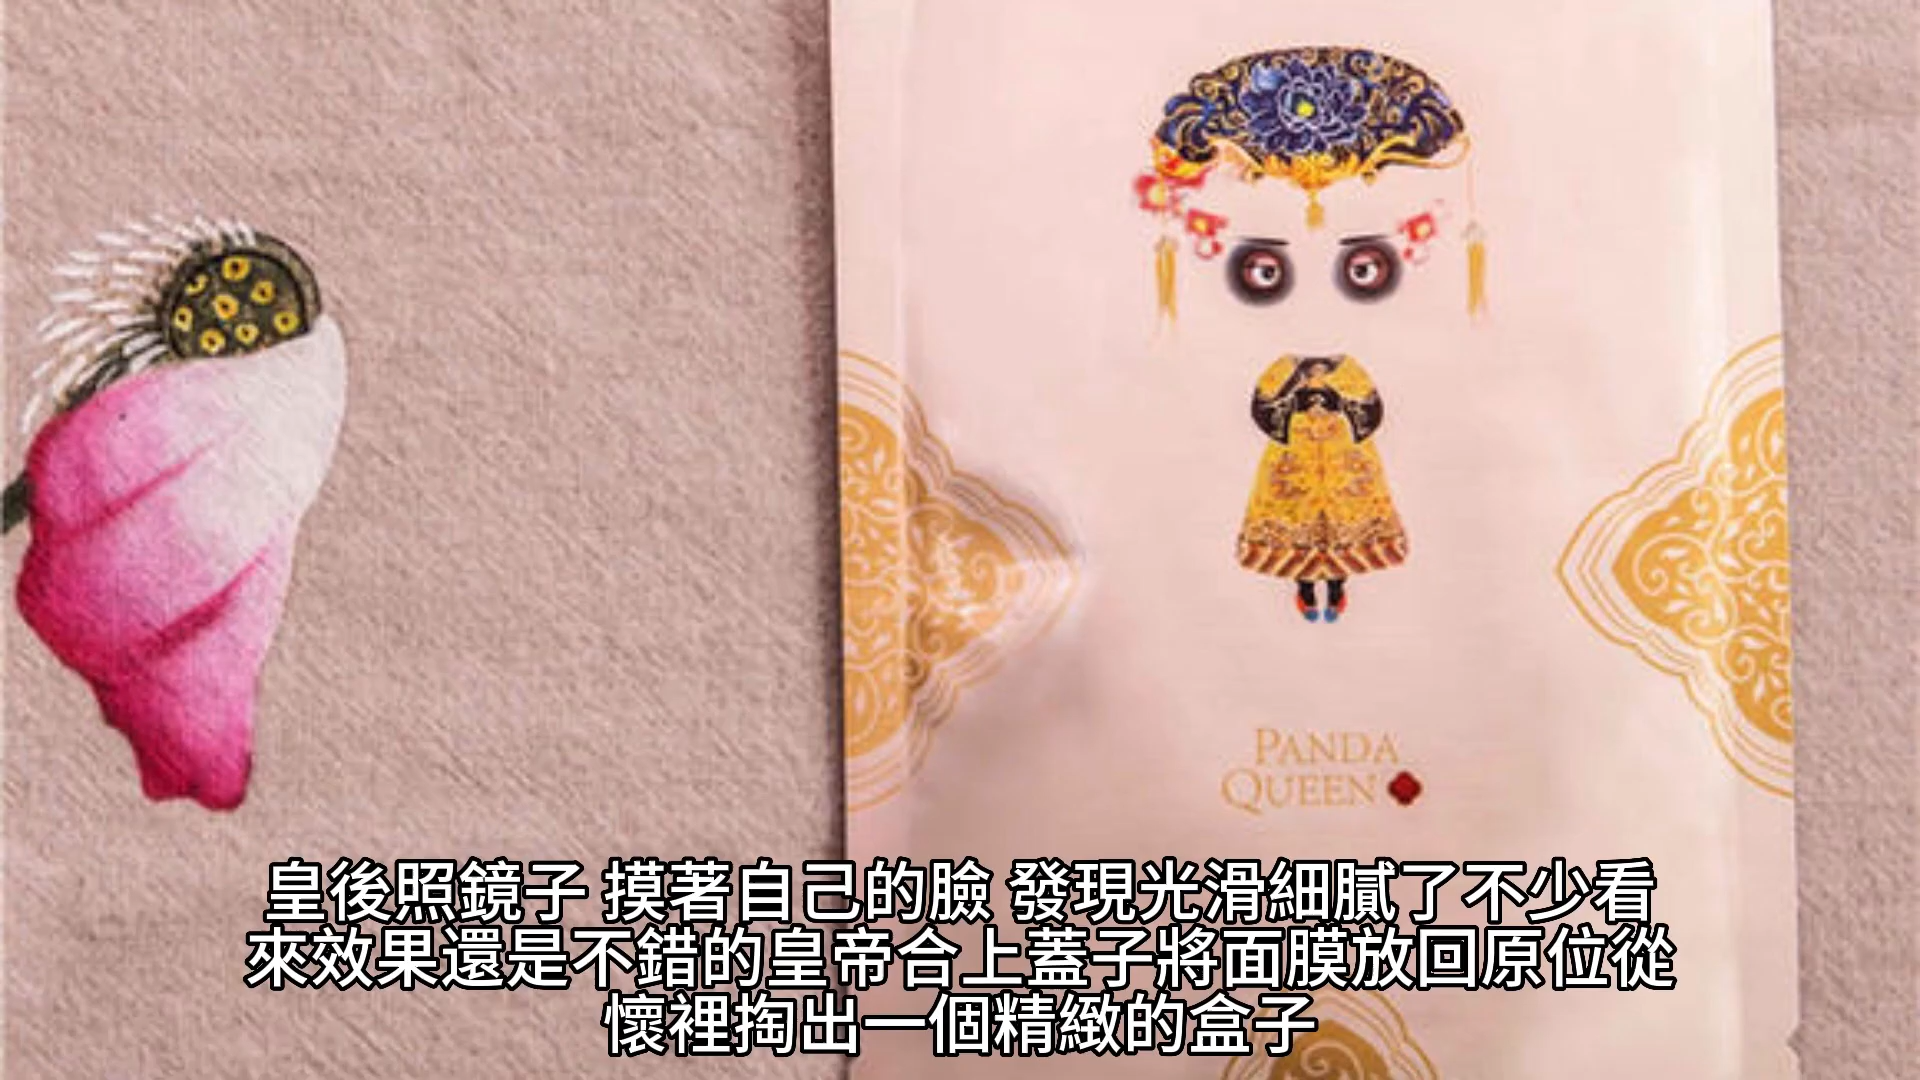 PANDA
QUEEN
皇後照鏡子 摸著自己的臉 發現光滑細膩了不少看
來效果還是不錯的皇帝合上蓋子將面膜放回原位從
懷裡掏出一個精緻的盒子